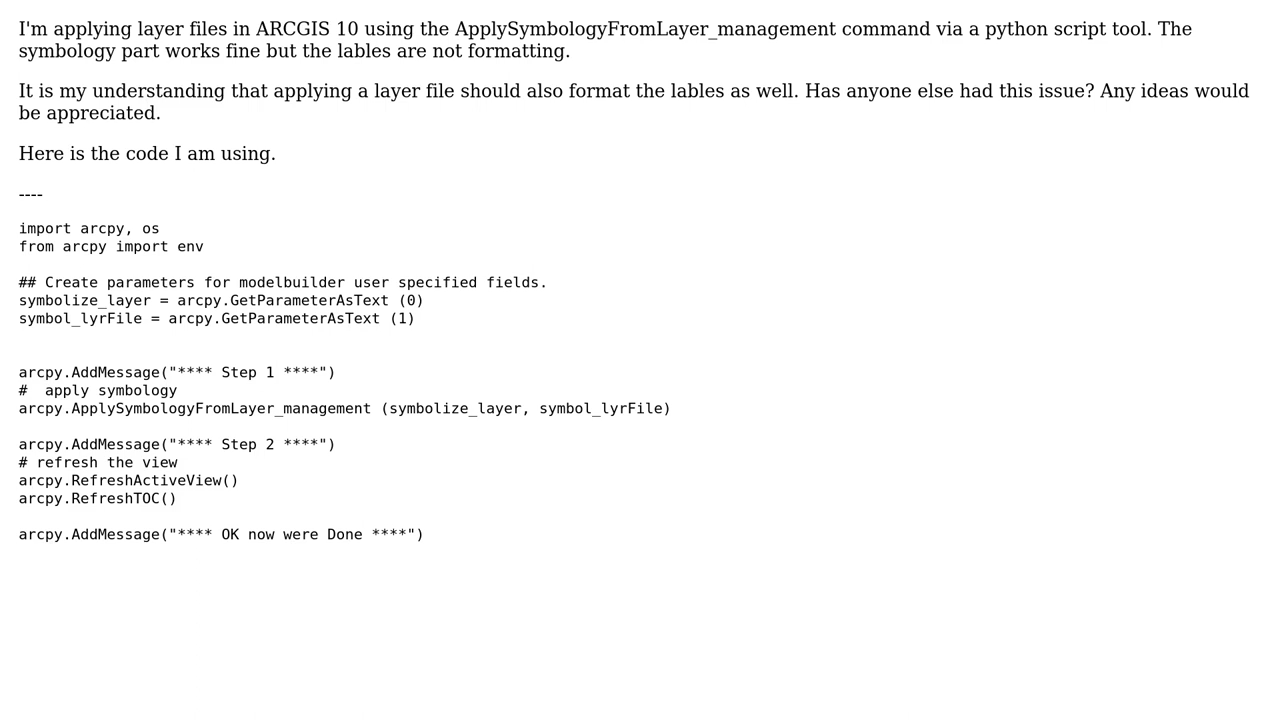 I'm applying layer files in ARCGIS 10 using the ApplySymbologyFromLayer_management command via a python script tool. The
symbology part works fine but the lables are not formatting.
It is my understanding that applying a layer file should also format the lables as well. Has anyone else had this issue? Any ideas would
be appreciated.
Here is the code I am using.
----
import arcpy, os
from arcpy import env
## Create parameters for modelbuilder user specified fields.
symbolize_layer = arcpy.GetParameterAsText (0)
symbol_lyrFile = arcpy.GetParameterAsText (1)
arcpy.AddMessage("**** Step 1 ****")
#  apply symbology
arcpy.ApplySymbologyFromLayer_management (symbolize_layer, symbol_lyrFile)
arcpy.AddMessage("**** Step 2 ****")
# refresh the view
arcpy.RefreshActiveView()
arcpy.RefreshTOC()
arcpy.AddMessage("**** OK now were Done ****")